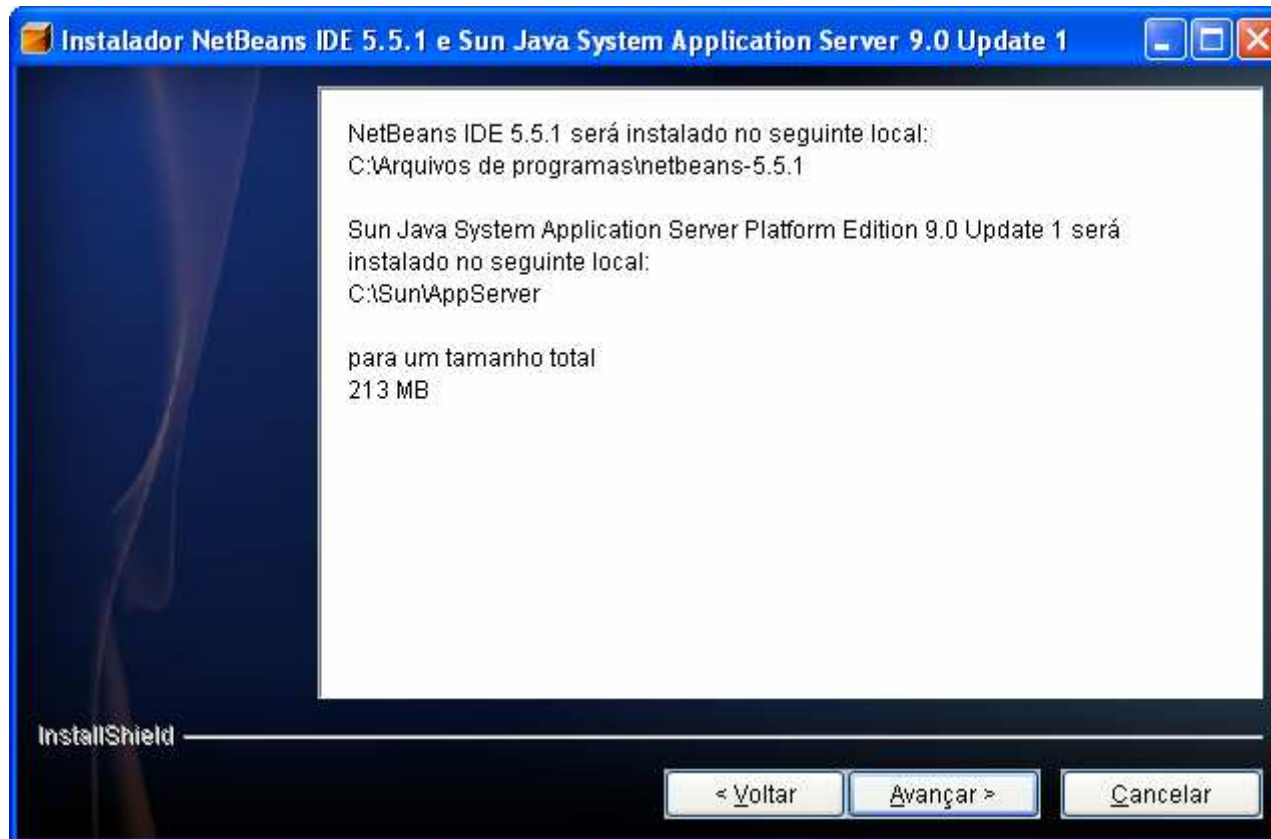 Instalador NetBeans IDE 5.5.1 e Sun Java System Application Server 9.0 Update 1
NetBeans IDE 5.5.1 será instalado no seguinte local:
C:\Arquivos de programas\netbeans-5.5.1
Sun Java System Application Server Platform Edition 9.0 Update 1 será
instalado no seguinte local:
C:\Sun\AppServer
para um tamanho total
213 MB
InstallShield
< Voltar Avançar > Cancelar